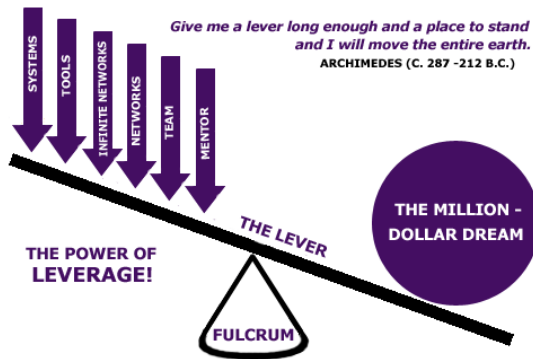 Give me a lever long enough and a place to stand
and I will move the entire earth.
ARCHIMEDES (C. 287 -212 B.C.)
SYSTEMS
TOOLS
INFINITE NETWORKS
NETWORKS
TEAM
MENTOR
THE LEVER
THE MILLION -
DOLLAR DREAM
THE POWER OF
LEVERAGE!
FULCRUM